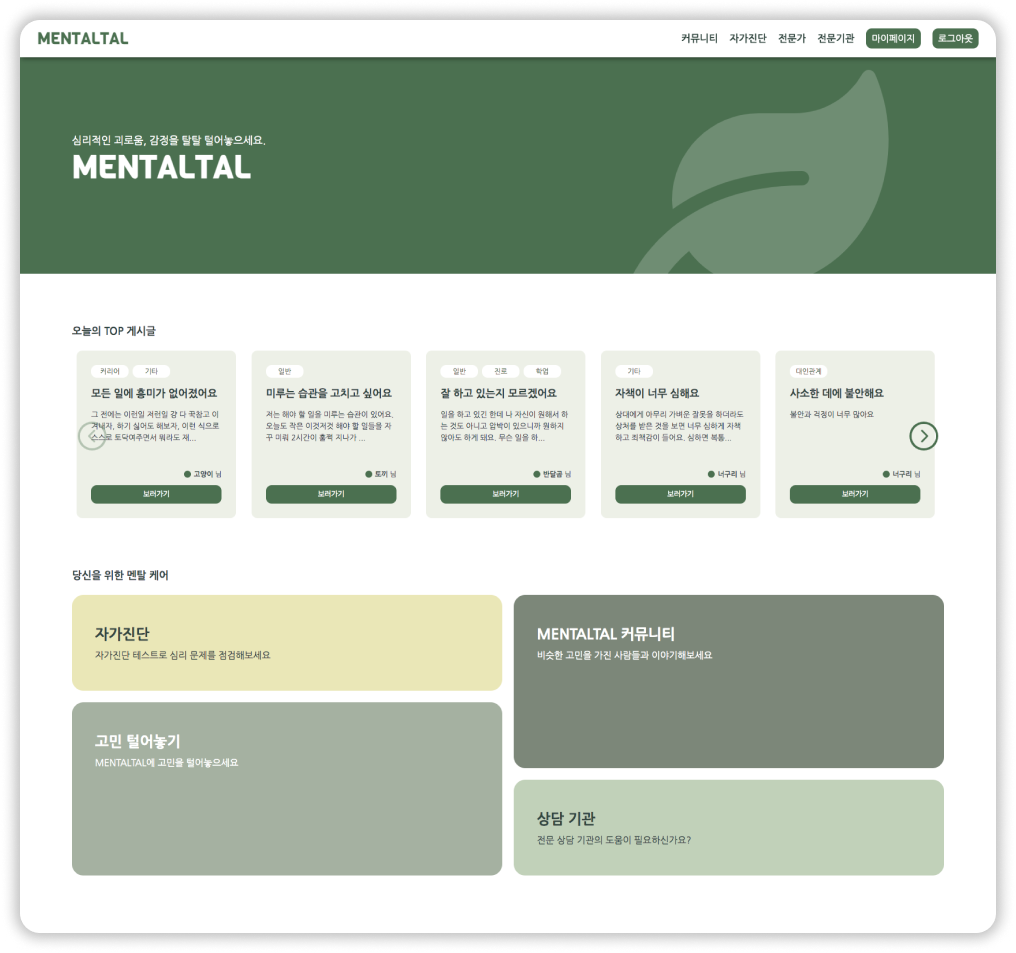 MENTALTAL
커뮤니티 자가진단 전문가 전문기관 마이페이지 로그아웃
심리적인 괴로움, 감정을 탈탈 털어놓으세요.
MENTALTAL
오늘의 TOP 게시글
커리어 기타
모든 일에 흥미가 없어졌어요
그 전에는 이런일 저런일 걍 다 꾹참고 이
겨내자, 하기 싫어도 해보자, 이런 식으로
스스로 토닥여주면서 뭐라도 재...
고양이 님
보러가기
일반
미루는 습관을 고치고 싶어요
저는 해야 할 일을 미루는 습관이 있어요.
오늘도 작은 이것저것 해야 할 일들을 자
꾸 미뤄 2시간이 훌쩍 지나가 ...
토끼 님
보러가기
일반 진로 학업
잘 하고 있는지 모르겠어요
일을 하고 있긴 한데 나 자신이 원해서 하
는 것도 아니고 압박이 있으니까 원하지
않아도 하게 돼요. 무슨 일을 하...
반달곰 님
보러가기
기타
자책이 너무 심해요
상대에게 아무리 가벼운 잘못을 하더라도
상처를 받은 것을 보면 너무 심하게 자책
하고 죄책감이 들어요. 심하면 복통...
너구리 님
보러가기
대인관계
사소한 데에 불안해요
불안과 걱정이 너무 많아요
너구리 님
보러가기
당신을 위한 멘탈 케어
자가진단
자가진단 테스트로 심리 문제를 점검해보세요
MENTALTAL 커뮤니티
비슷한 고민을 가진 사람들과 이야기해보세요
고민 털어놓기
MENTALTAL에 고민을 털어놓으세요
상담 기관
전문 상담 기관의 도움이 필요하신가요?